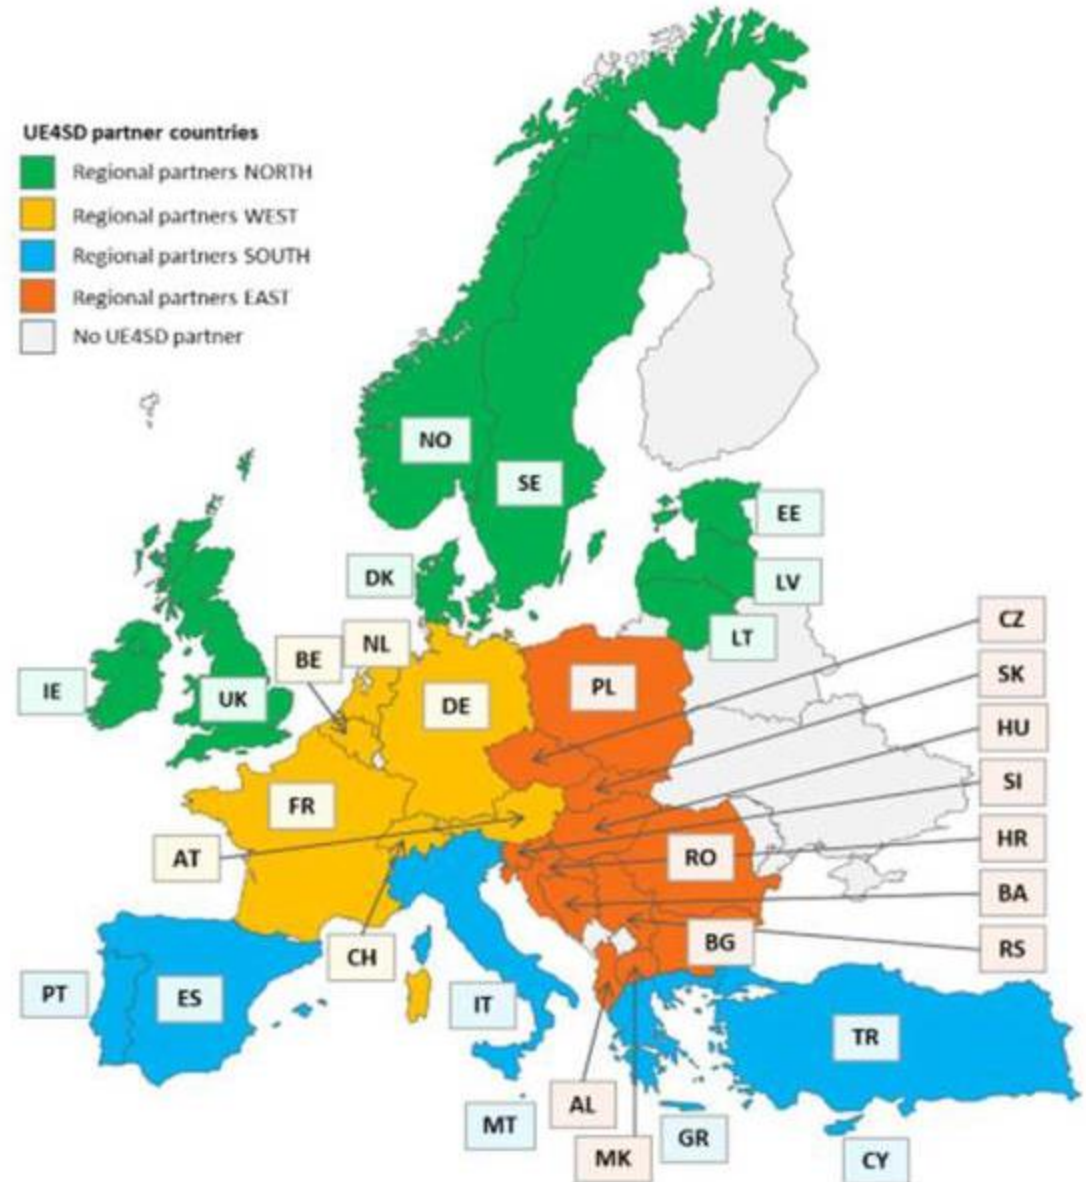 UE4SD partner countries
Regional partners NORTH
Regional partners WEST
Regional partners SOUTH
Regional partners EAST
No UE4SD partner
NO
SE
EE
DK
LV
CZ
LT
NL
BE
SK
PL
IE
UK
DE
HU
SI
FR
HR
AT
RO
BA
BG
RS
CH
PT
ES
IT
TR
AL
MT
GR
MK
CY